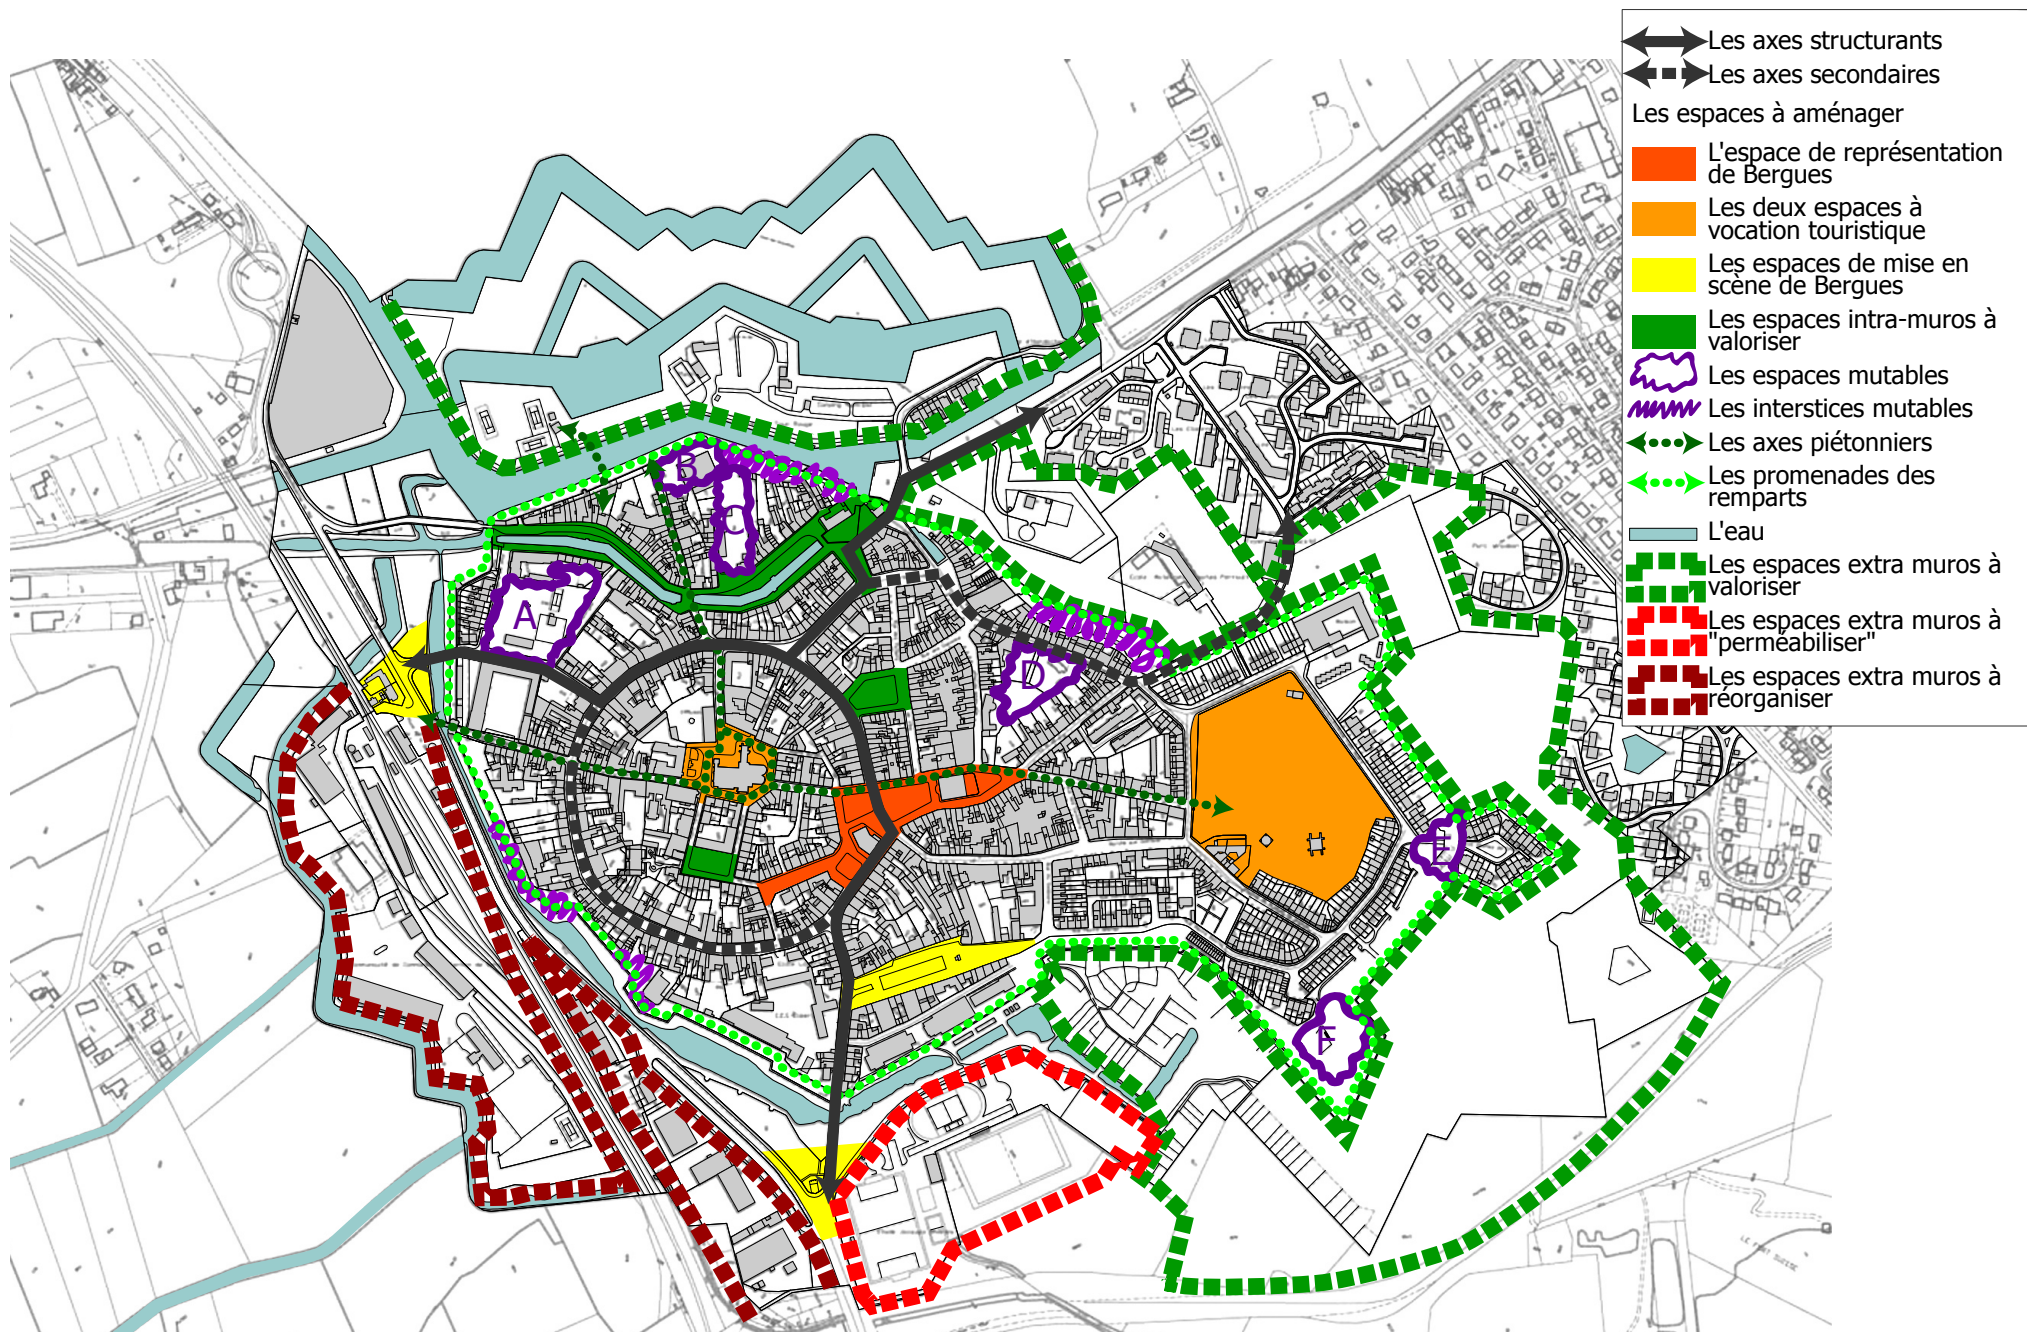 Les axes structurants
Les axes secondaires
Les espaces à aménager
L'espace de représentation
de Bergues
Les deux espaces à
vocation touristique
Les espaces de mise en
scène de Bergues
Les espaces intra-muros à
valoriser
Les espaces mutables
Les interstices mutables
Les axes piétonniers
Les promenades des
remparts
L'eau
Les espaces extra muros à
valoriser
Les espaces extra muros à
"perméabiliser"
Les espaces extra muros à
réorganiser
B
C
A
D
E
F